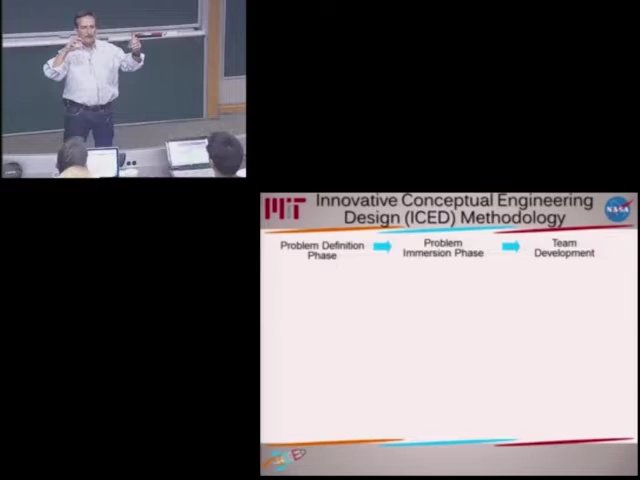 MIT
Innovative Conceptual Engineering
Design (ICED) Methodology
NASA
Problem Definition
Phase
Problem
Immersion Phase
Team
Development